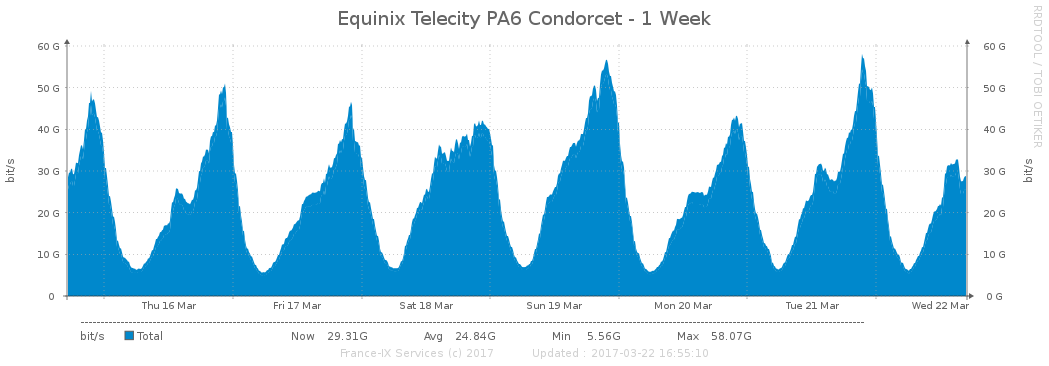 Equinix Telecity PA6 Condorcet - 1 Week
RRDTOOL / TOBI OETIKER
bit/s
60 G
50 G
40 G
30 G
20 G
10 G
0
60 G
50 G
40 G
30 G
20 G
10 G
0 G
bit/s
Thu 16 Mar Fri 17 Mar Sat 18 Mar Sun 19 Mar Mon 20 Mar Tue 21 Mar Wed 22 Mar
bit/s Total Now 29.31G Avg 24.84G Min 5.56G Max 58.07G
France-IX Services (c) 2017 Updated : 2017-03-22 16:55:10